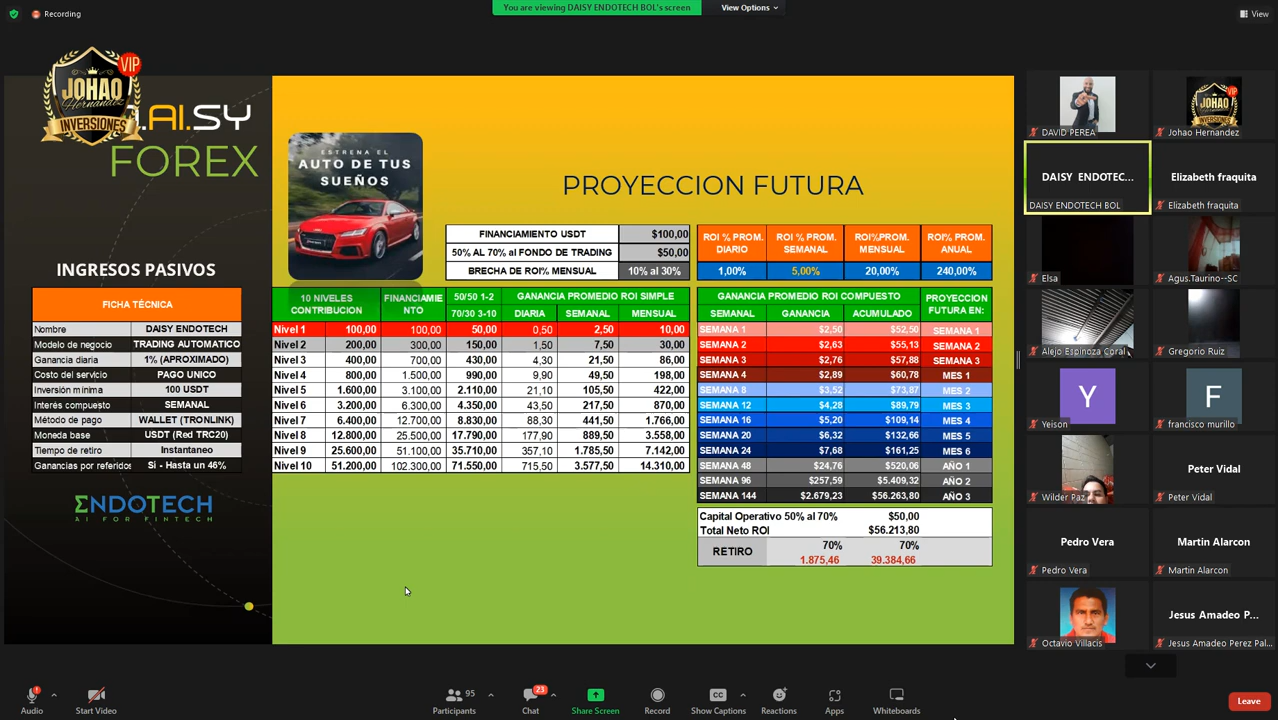 Recording
You are viewing DAISY ENDOTECH BOL's screen
View Options
View
JOHAO
Hernandez
VIP
INVERSIONES
.AI.SY
FOREX
INGRESOS PASIVOS
FICHA TÉCNICA
Nombre DAISY ENDOTECH
Modelo de negocio TRADING AUTOMATICO
Ganancia diaria 1% (APROXIMADO)
Costo del servicio PAGO UNICO
Inversión mínima 100 USDT
Interés compuesto SEMANAL
Método de pago WALLET (TRONLINK)
Moneda base USDT (Red TRC20)
Tiempo de retiro Instantaneo
Ganancias por referidos Si - Hasta un 46%
ENDOTECH
AI FOR FINTECH
ESTRENA EL
AUTO DE TUS
SUEÑOS
PROYECCION FUTURA
FINANCIAMIENTO USDT $100,00
50% AL 70% al FONDO DE TRADING $50,00
BRECHA DE ROI% MENSUAL 10% al 30%
ROI % PROM. DIARIO ROI % PROM. SEMANAL ROI%PROM. MENSUAL ROI% PROM. ANUAL
1,00% 5,00% 20,00% 240,00%
10 NIVELES CONTRIBUCION FINANCIAMIENTO 50/50 1-2 70/30 3-10 GANANCIA PROMEDIO ROI SIMPLE
DIARIA SEMANAL MENSUAL
Nivel 1 100,00 100,00 50,00 0,50 2,50 10,00
Nivel 2 200,00 300,00 150,00 1,50 7,50 30,00
Nivel 3 400,00 700,00 430,00 4,30 21,50 86,00
Nivel 4 800,00 1.500,00 990,00 9,90 49,50 198,00
Nivel 5 1.600,00 3.100,00 2.110,00 21,10 105,50 422,00
Nivel 6 3.200,00 6.300,00 4.350,00 43,50 217,50 870,00
Nivel 7 6.400,00 12.700,00 8.830,00 88,30 441,50 1.766,00
Nivel 8 12.800,00 25.500,00 17.790,00 177,90 889,50 3.558,00
Nivel 9 25.600,00 51.100,00 35.710,00 357,10 1.785,50 7.142,00
Nivel 10 51.200,00 102.300,00 71.550,00 715,50 3.577,50 14.310,00
GANANCIA PROMEDIO ROI COMPUESTO PROYECCION FUTURA EN:
SEMANAL GANANCIA ACUMULADO
SEMANA 1 $2,50 $52,50 SEMANA 1
SEMANA 2 $2,63 $55,13 SEMANA 2
SEMANA 3 $2,76 $57,88 SEMANA 3
SEMANA 4 $2,89 $60,78 MES 1
SEMANA 8 $3,52 $73,87 MES 2
SEMANA 12 $4,28 $89,79 MES 3
SEMANA 16 $5,20 $109,14 MES 4
SEMANA 20 $6,32 $132,66 MES 5
SEMANA 24 $7,68 $161,25 MES 6
SEMANA 48 $24,76 $520,06 AÑO 1
SEMANA 96 $257,59 $5.409,32 AÑO 2
SEMANA 144 $2.679,23 $56.263,80 AÑO 3
Capital Operativo 50% al 70% $50,00
Total Neto ROI $56.213,80
RETIRO 70% 70%
1.875,46 39.384,66
DAVID PEREA
JOHAO
VIP
INVERSIONES
Johao Hernandez
DAISY ENDOTEC...
DAISY ENDOTECH BOL
Elizabeth fraquita
Elizabeth fraquita
Elsa
Agus.Taurino--SC
Alejo Espinoza Coral
Gregorio Ruiz
Y
Yeison
F
francisco murillo
Wilder Paz
Peter Vidal
Peter Vidal
Pedro Vera
Pedro Vera
Martin Alarcon
Martin Alarcon
Octavio Villacis
Jesus Amadeo P...
Jesus Amadeo Perez Pal...
Audio
Start Video
95
Participants
23
Chat
Share Screen
Record
CC
Show Captions
Reactions
Apps
Whiteboards
Leave